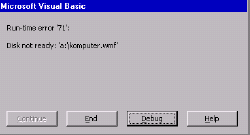 Microsoft Visual Basic
Run-time error '71':
Disk not ready: 'a:\komputer.wmf'
Continue End Debug Help